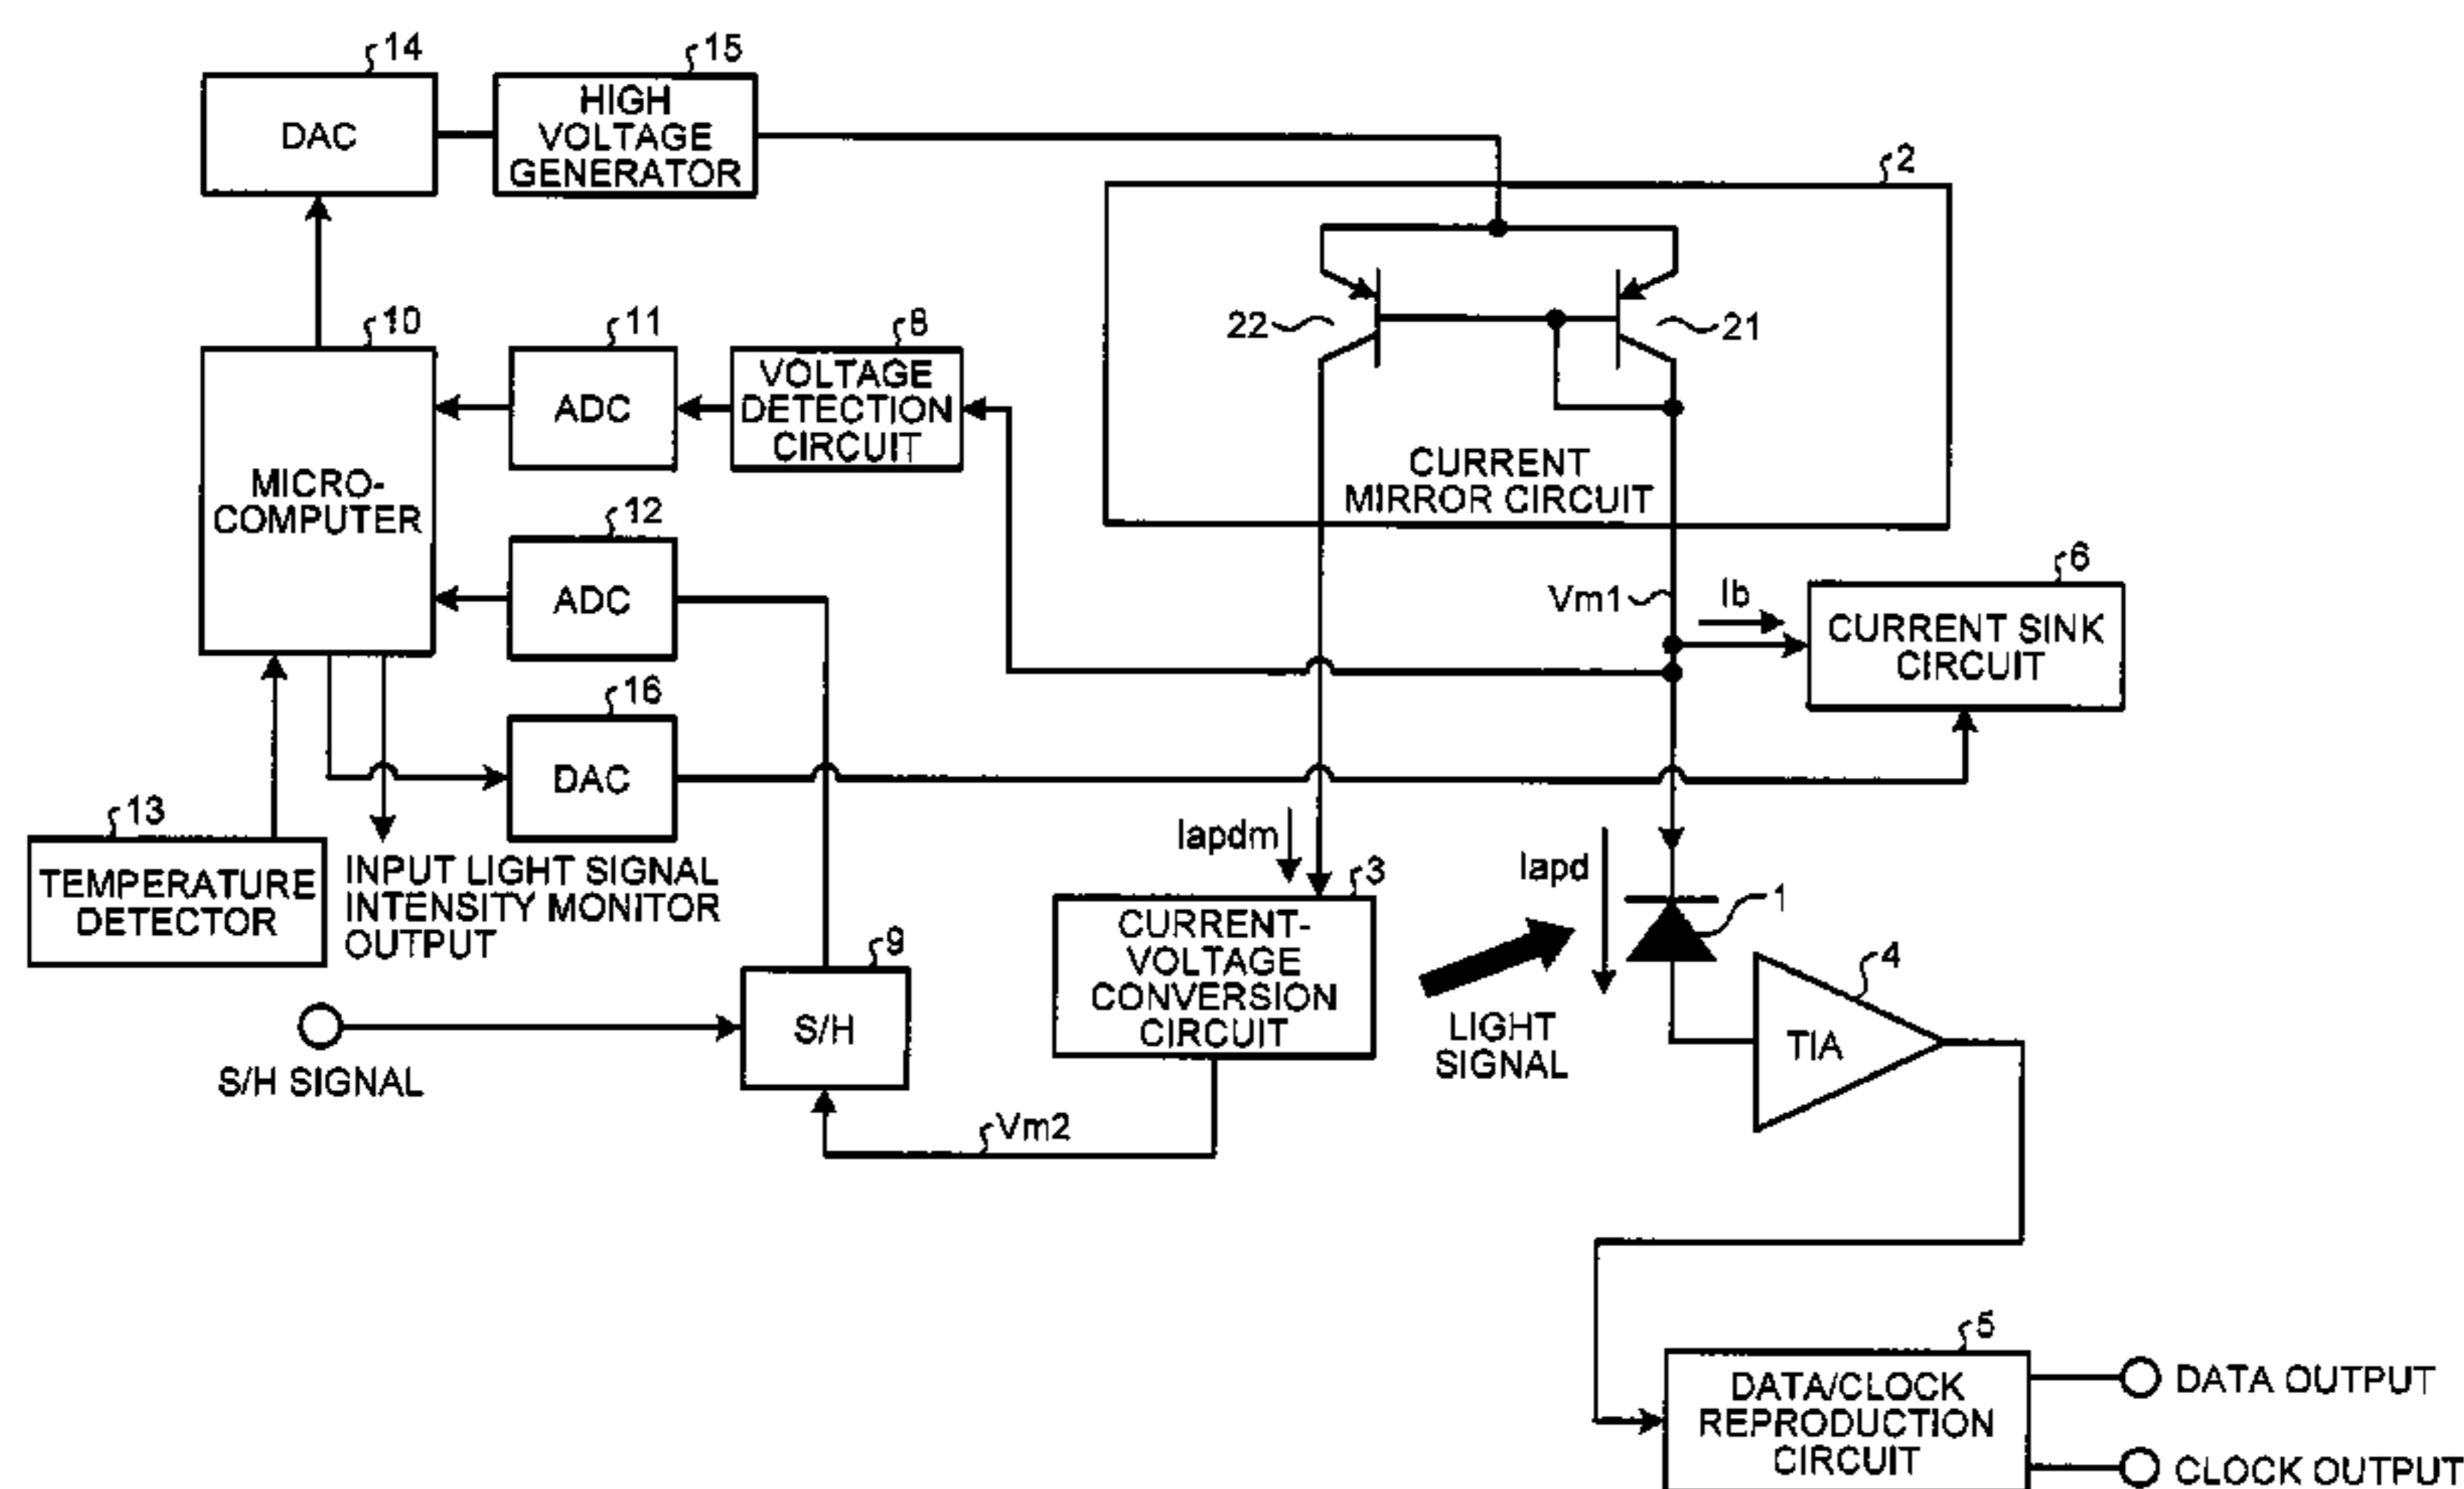 14
15
DAC
HIGH
VOLTAGE
GENERATOR
2
22
21
CURRENT
MIRROR CIRCUIT
10
11
8
MICRO-
COMPUTER
ADC
VOLTAGE
DETECTION
CIRCUIT
12
ADC
Vm1
Ib
6
CURRENT SINK
CIRCUIT
16
DAC
13
TEMPERATURE
DETECTOR
INPUT LIGHT SIGNAL
INTENSITY MONITOR
OUTPUT
Iapdm
3
CURRENT-
VOLTAGE
CONVERSION
CIRCUIT
Iapd
1
LIGHT
SIGNAL
4
TIA
9
S/H
S/H SIGNAL
Vm2
5
DATA/CLOCK
REPRODUCTION
CIRCUIT
DATA OUTPUT
CLOCK OUTPUT